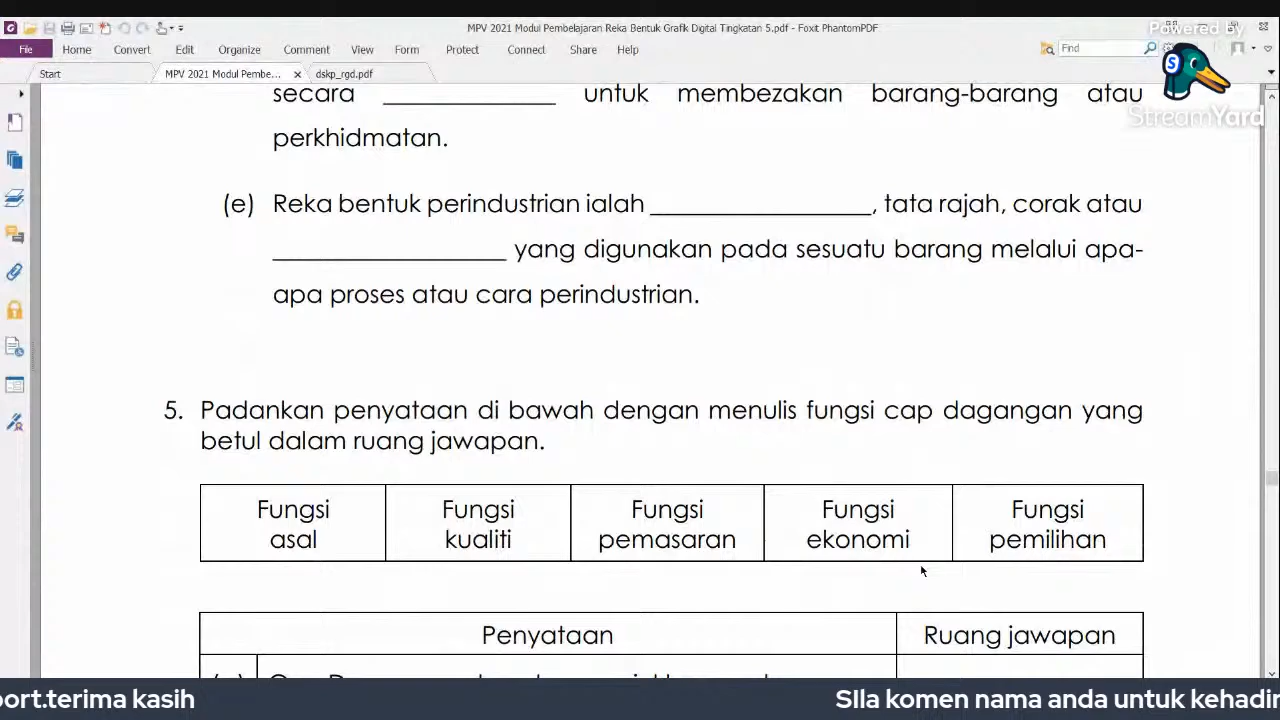 MPV 2021 Modul Pembelajaran Reka Bentuk Grafik Digital Tingkatan 5.pdf - Foxit PhantomPDF
File Home Convert Edit Organize Comment View Form Protect Connect Share Help
Find
Powered by
StreamYard
Start
MPV 2021 Modul Pembe...
dskp_rgd.pdf
secara _____________ untuk membezakan barang-barang atau
perkhidmatan.
(e) Reka bentuk perindustrian ialah _________________, tata rajah, corak atau
__________________ yang digunakan pada sesuatu barang melalui apa-
apa proses atau cara perindustrian.
5. Padankan penyataan di bawah dengan menulis fungsi cap dagangan yang
betul dalam ruang jawapan.
Fungsi
asal
Fungsi
kualiti
Fungsi
pemasaran
Fungsi
ekonomi
Fungsi
pemilihan
Penyataan
Ruang jawapan
port.terima kasih
SIla komen nama anda untuk kehadir